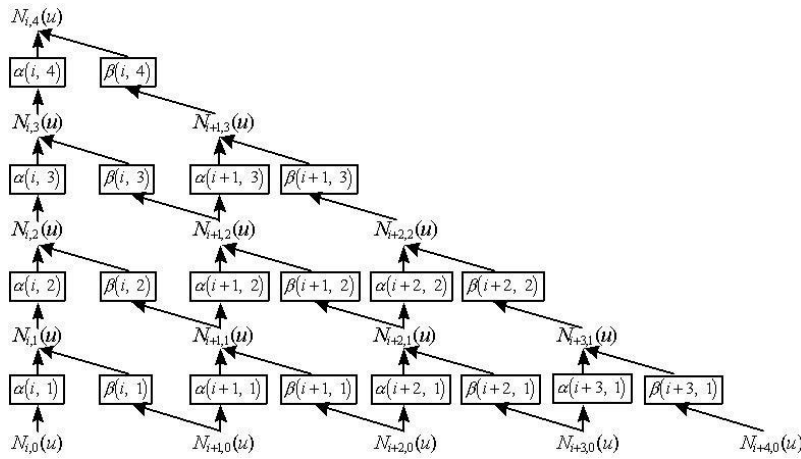 N_{i,4}(u)
α(i, 4) β(i, 4)
N_{i,3}(u) N_{i+1,3}(u)
α(i, 3) β(i, 3) α(i+1, 3) β(i+1, 3)
N_{i,2}(u) N_{i+1,2}(u) N_{i+2,2}(u)
α(i, 2) β(i, 2) α(i+1, 2) β(i+1, 2) α(i+2, 2) β(i+2, 2)
N_{i,1}(u) N_{i+1,1}(u) N_{i+2,1}(u) N_{i+3,1}(u)
α(i, 1) β(i, 1) α(i+1, 1) β(i+1, 1) α(i+2, 1) β(i+2, 1) α(i+3, 1) β(i+3, 1)
N_{i,0}(u) N_{i+1,0}(u) N_{i+2,0}(u) N_{i+3,0}(u) N_{i+4,0}(u)